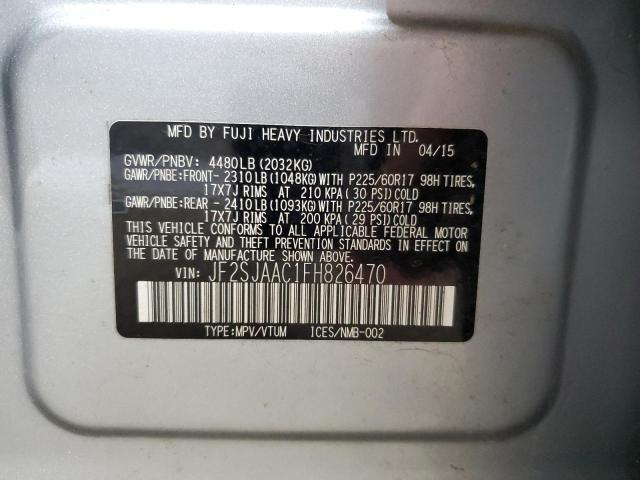 MFD BY FUJI HEAVY INDUSTRIES LTD.
MFD IN 04/15
GVWR/PNBV: 4480LB(2032KG)
GAWR/PNBE:FRONT-2310LB(1048KG)WITH P225/60R17 98H TIRES,
17X7J RIMS AT 210 KPA(30 PSI)COLD
GAWR/PNBE:REAR -2410LB(1093KG)WITH P225/60R17 98H TIRES,
17X7J RIMS AT 200 KPA(29 PSI)COLD
THIS VEHICLE CONFORMS TO ALL APPLICABLE FEDERAL MOTOR
VEHICLE SAFETY AND THEFT PREVENTION STANDARDS IN EFFECT ON
THE DATE OF MANUFACTURE SHOWN ABOVE.
VIN: JF2SJAAC1FH826470
TYPE:MPV/VTUM ICES/NMB-002